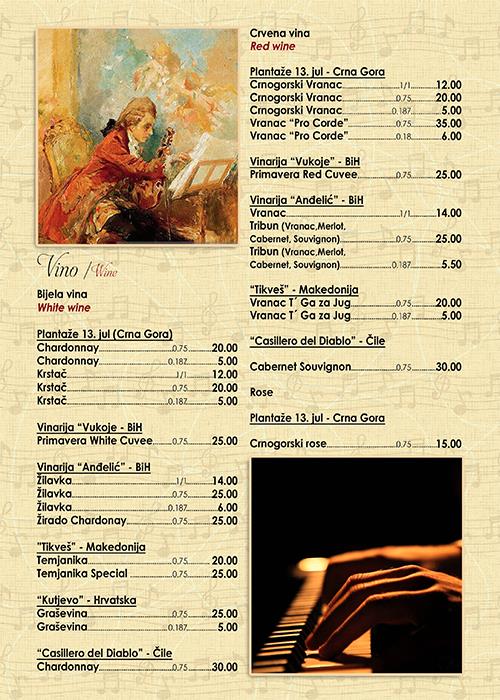 Vino / Wine
Bijela vina
White wine
Plantaže 13. jul (Crna Gora)
Chardonnay 0.75 20.00
Chardonnay 0.187 5.00
Krstač 1/1 12.00
Krstač 0.75 20.00
Krstač 0.187 5.00
Vinarija “Vukoje - BiH
Primavera White Cuvee 0.75 25.00
Vinarija “Anđelić” - BiH
Žilavka 1/1 14.00
Žilavka 0.75 25.00
Žilavka 0.187 6.00
Žirado Chardonay 0.75 25.00
"Tikveš" - Makedonija
Temjanika 0.75 20.00
Temjanika Special 0.75 25.00
“Kutjevo” - Hrvatska
Graševina 0.75 25.00
Graševina 0.187 5.00
“Casillero del Diablo” - Čile
Chardonnay 0.75 30.00
Crvena vina
Red wine
Plantaže 13. jul - Crna Gora
Crnogorski Vranac 1/1 12.00
Crnogorski Vranac 0.75 20.00
Crnogorski Vranac 0.187 5.00
Vranac “Pro Corde” 0.75 35.00
Vranac “Pro Corde” 0.18 6.00
Vinarija “Vukoje” - BiH
Primavera Red Cuvee 0.75 25.00
Vinarija “Anđelić” - BiH
Vranac 1/1 14.00
Tribun (Vranac,Merlot,
Cabernet, Souvignon) 0.75 25.00
Tribun (Vranac,Merlot,
Cabernet, Souvignon) 0.187 5.50
“Tikveš” - Makedonija
Vranac T´ Ga za Jug 0.75 20.00
Vranac T´ Ga za Jug 0.187 5.00
“Casillero del Diablo” - Čile
Cabernet Souvignon 0.75 30.00
Rose
Plantaže 13. jul - Crna Gora
Crnogorski rose 0.75 15.00